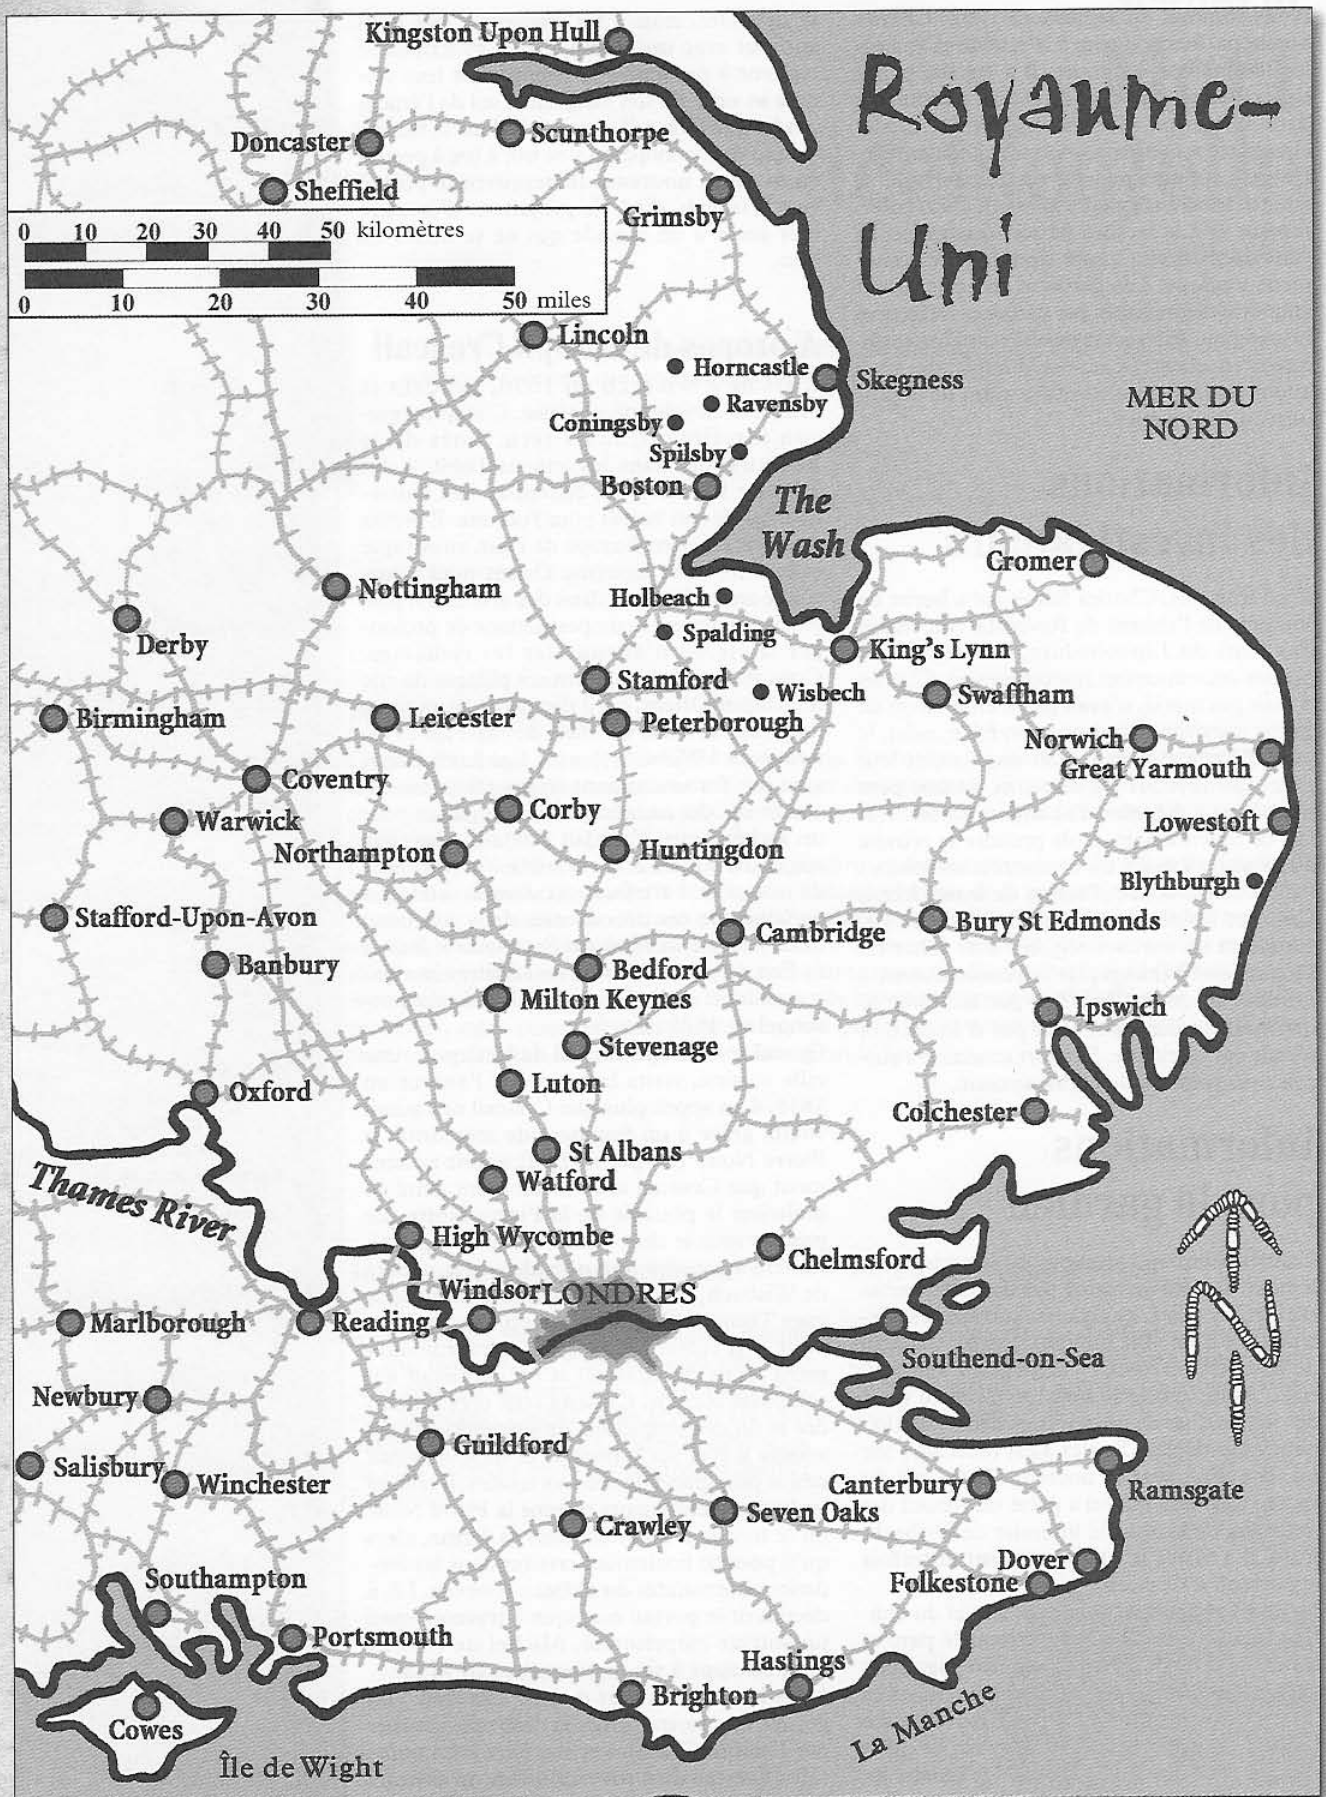 Kingston Upon Hull
Royaume-
Uni
Doncaster
Scunthorpe
Sheffield
Grimsby
0 10 20 30 40 50 kilomètres
0 10 20 30 40 50 miles
Lincoln
Horncastle
Skegness
Ravensby
Coningsby
Spilsby
Boston
MER DU
NORD
The
Wash
Cromer
Nottingham
Holbeach
Derby
Spalding
King's Lynn
Stamford
Wisbech
Swaffham
Birmingham
Leicester
Peterborough
Norwich
Great Yarmouth
Coventry
Corby
Warwick
Lowestoft
Northampton
Huntingdon
Blythburgh
Stafford-Upon-Avon
Cambridge
Bury St Edmonds
Banbury
Bedford
Milton Keynes
Ipswich
Stevenage
Oxford
Luton
Colchester
St Albans
Watford
Thames River
High Wycombe
Chelmsford
Windsor
LONDRES
Marlborough
Reading
Southend-on-Sea
N
Newbury
Guildford
Salisbury
Winchester
Canterbury
Ramsgate
Seven Oaks
Crawley
Dover
Folkestone
Southampton
Portsmouth
Hastings
Brighton
Cowes
La Manche
Île de Wight